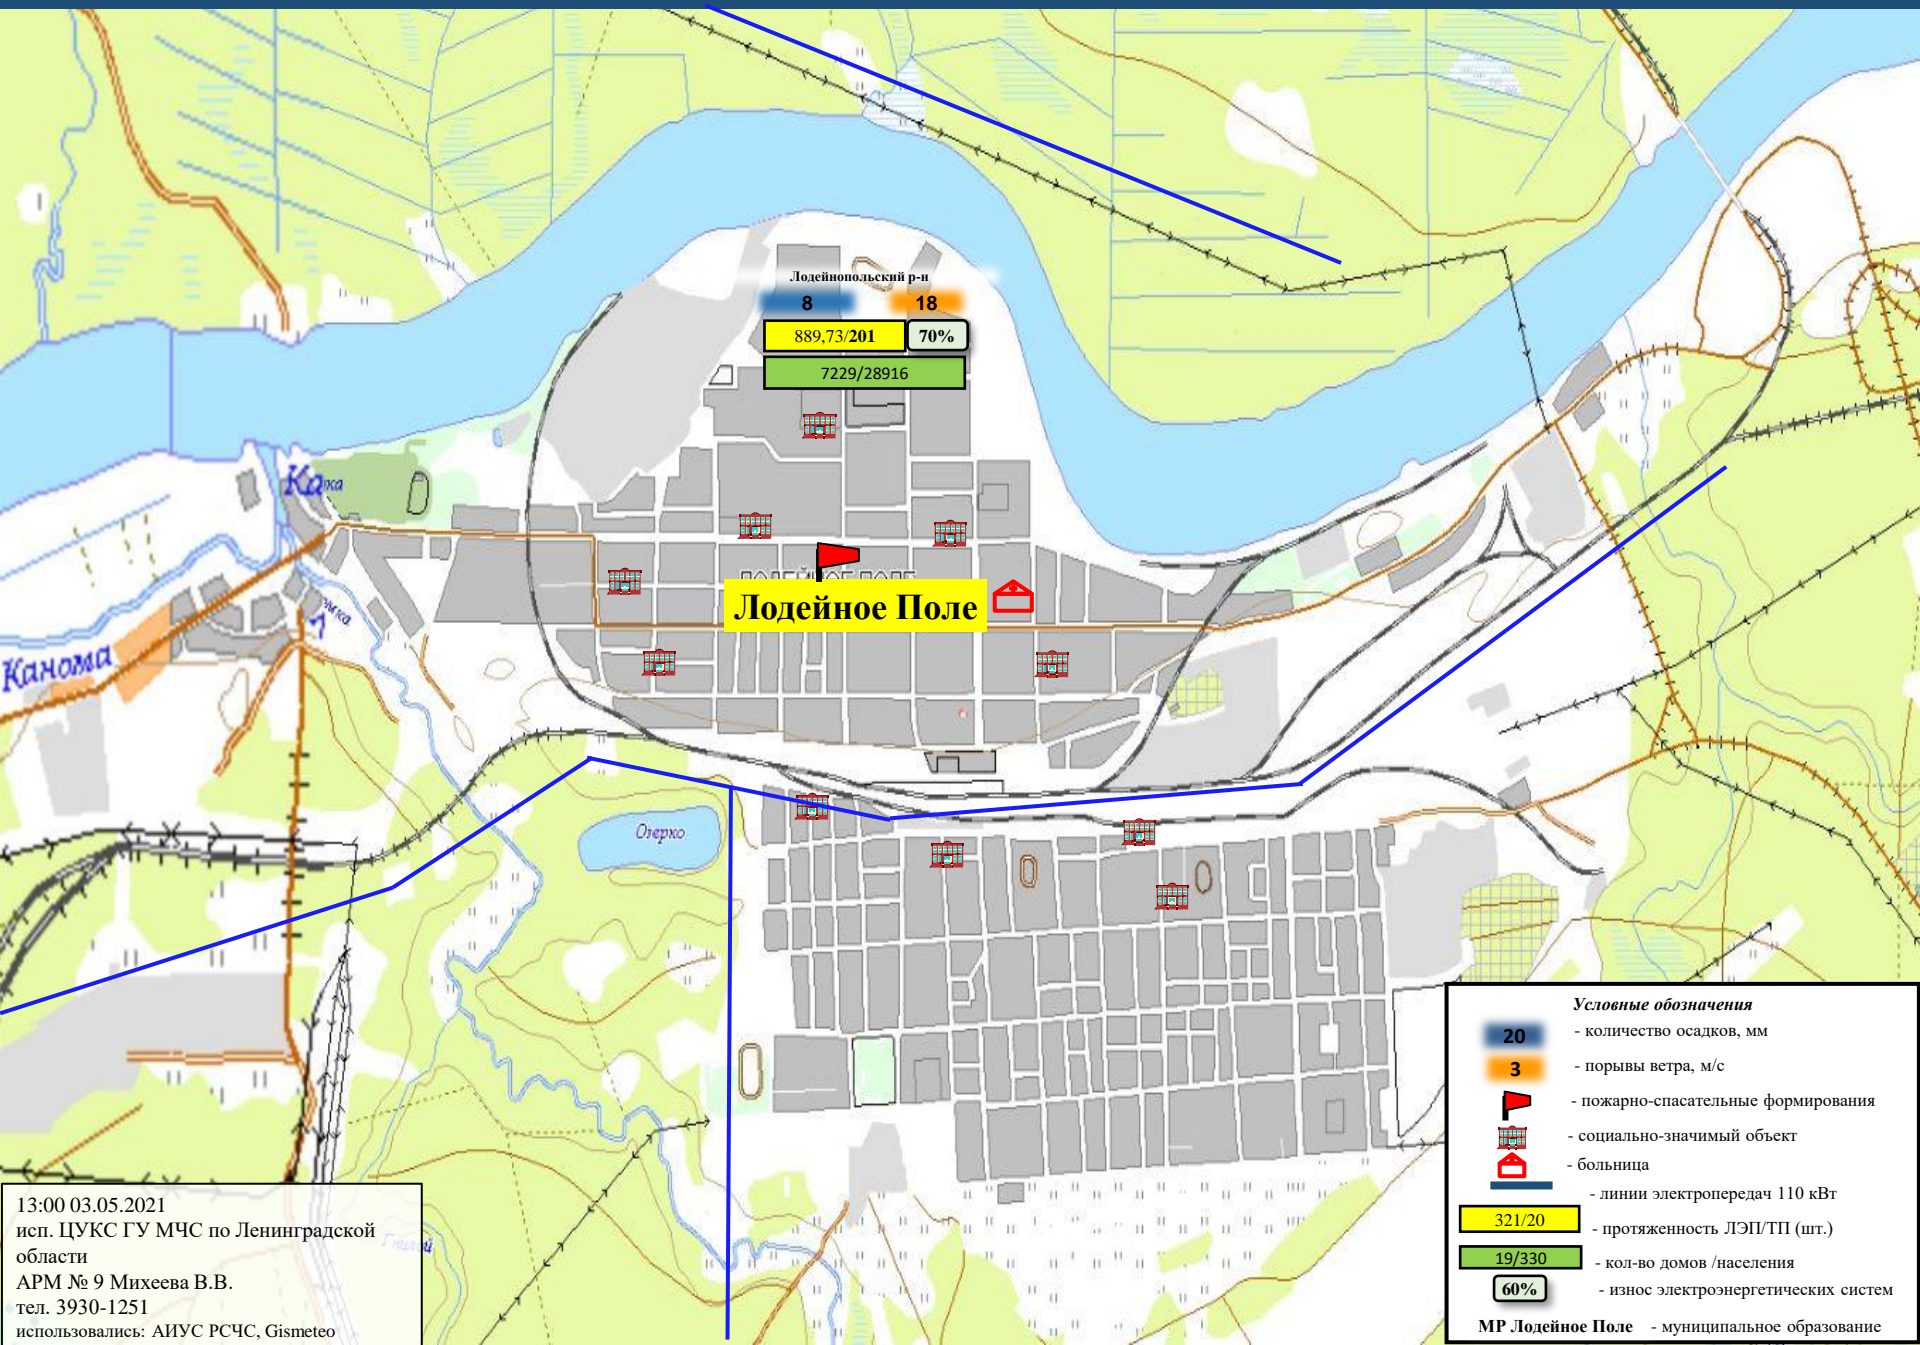 Лодейнопольский р-н
8
18
889,73/201
70%
7229/28916
Ка
ка
ЛОДЕЙНОЕ ПОЛЕ
Лодейное Поле
Канома
Озерко
Условные обозначения
20 - количество осадков, мм
3 - порывы ветра, м/с
- пожарно-спасательные формирования
- социально-значимый объект
- больница
- линии электропередач 110 кВт
321/20 - протяженность ЛЭП/ТП (шт.)
19/330 - кол-во домов /населения
60% - износ электроэнергетических систем
МР Лодейное Поле - муниципальное образование
13:00 03.05.2021
исп. ЦУКС ГУ МЧС по Ленинградской
области
АРМ № 9 Михеева В.В.
тел. 3930-1251
использовались: АИУС РСЧС, Gismeteo